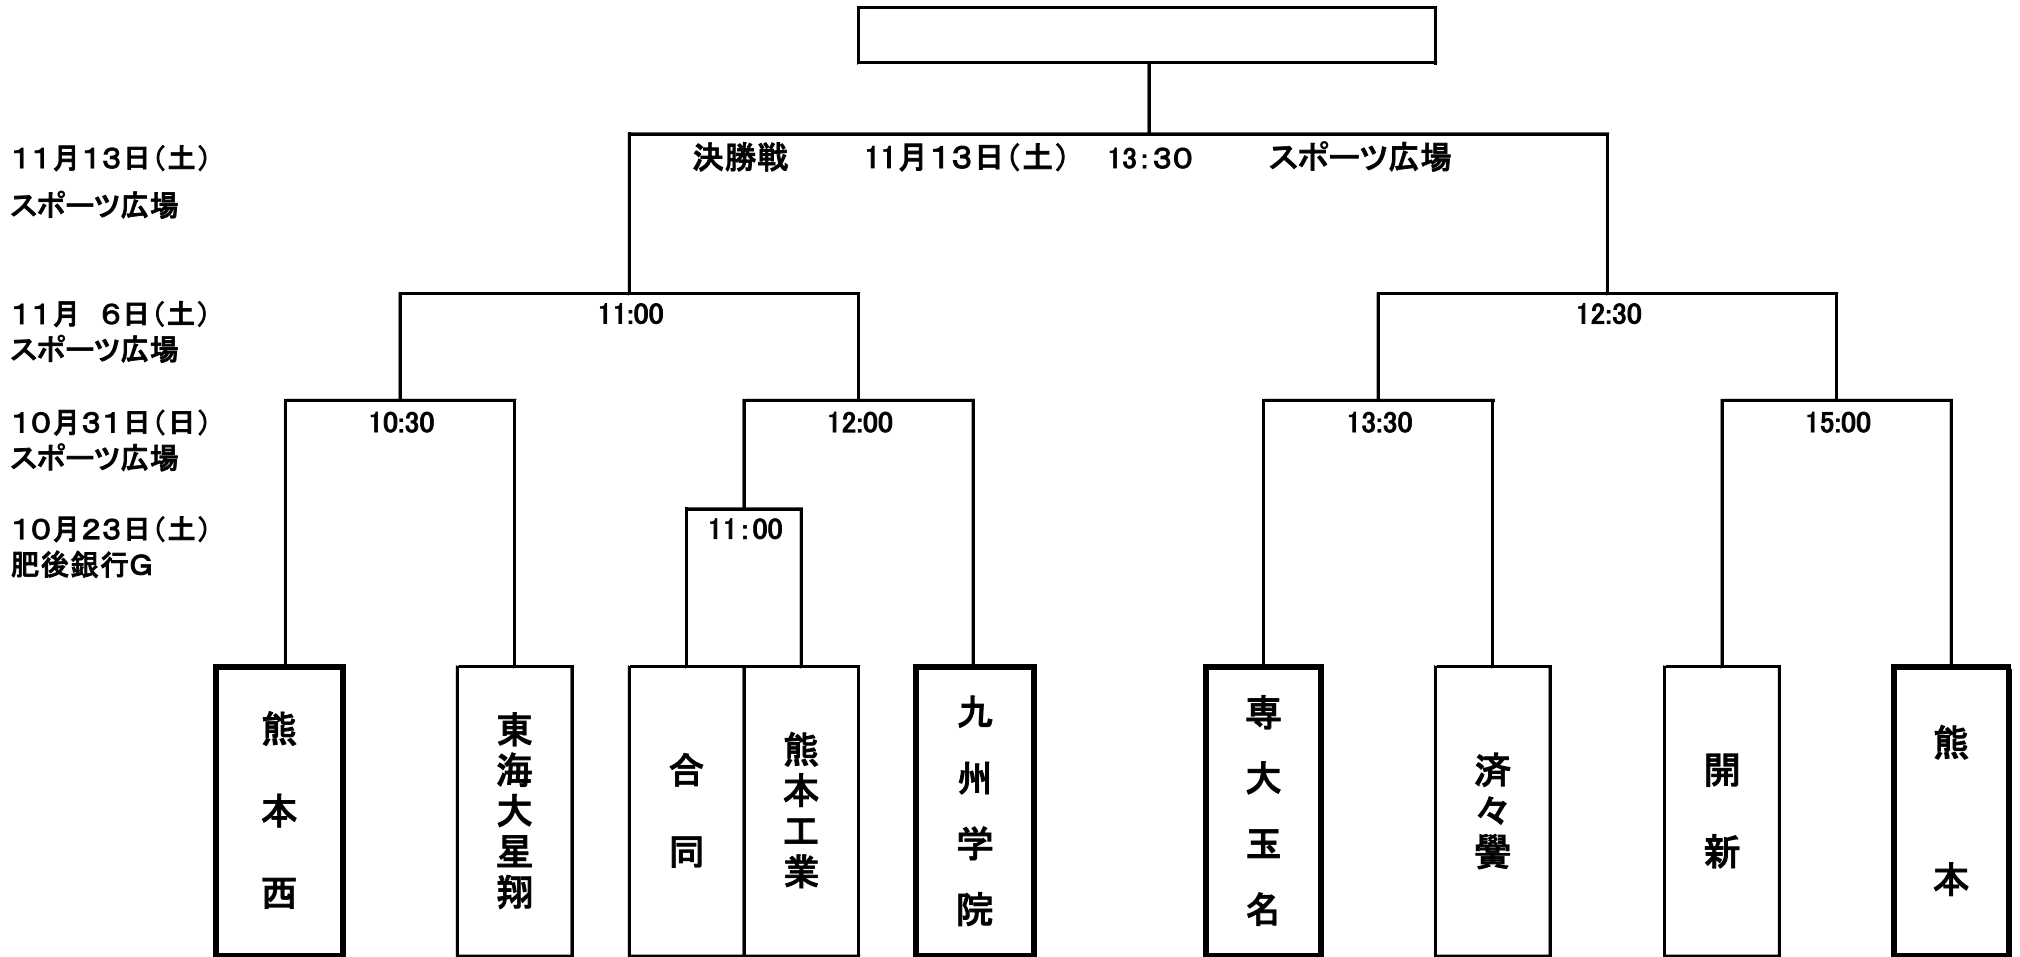 11月13日（土）
スポーツ広場
決勝戦　11月13日（土）　13：30　スポーツ広場
11月　6日（土）
スポーツ広場
11:00
12:30
10月31日（日）
スポーツ広場
10:30
12:00
13:30
15:00
10月23日（土）
肥後銀行G
11：00
熊本西
東海大星翔
合同
熊本工業
九州学院
専大玉名
済々黌
開新
熊本